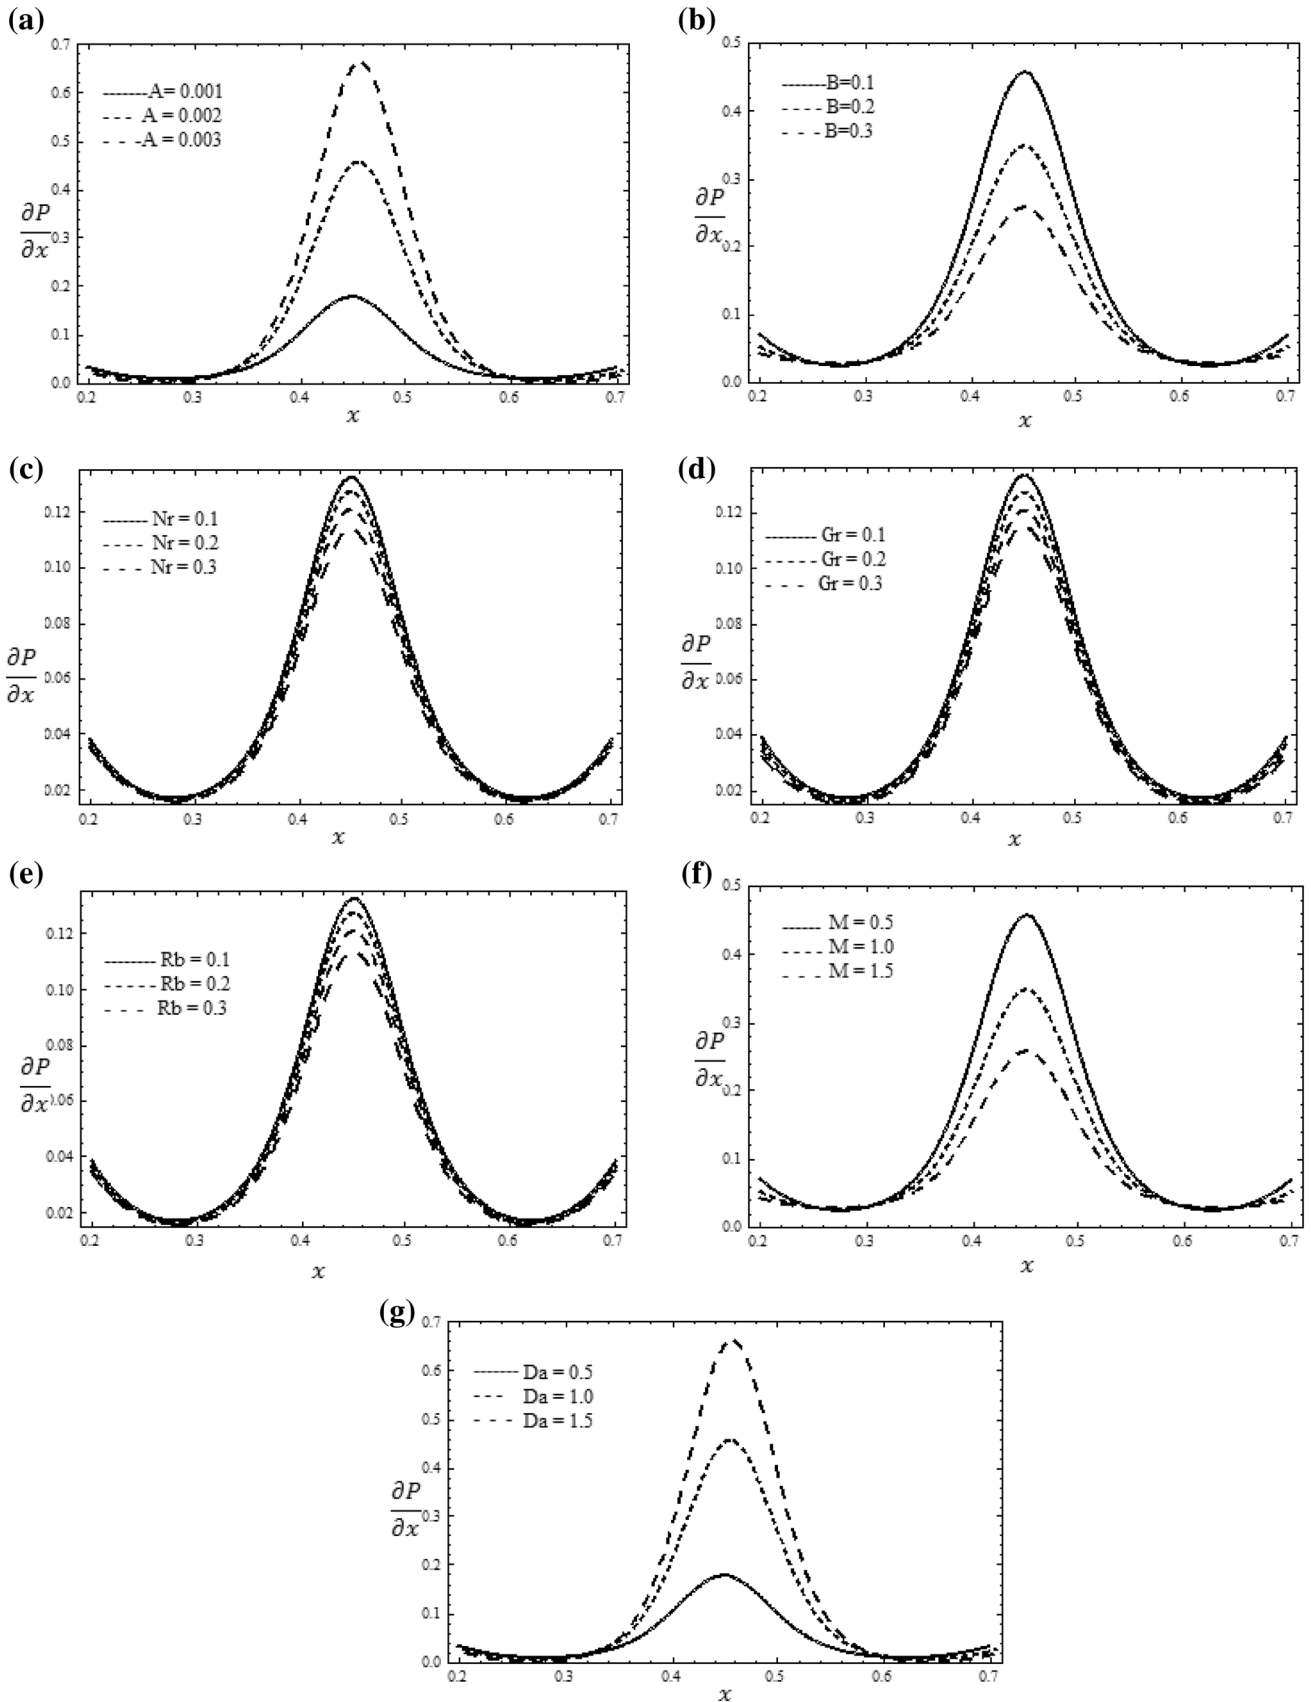 (a)
0.7
0.6
0.5
0.4
0.3
0.2
0.1
0.0
A= 0.001
A = 0.002
A = 0.003
∂P
∂x
0.2 0.3 0.4 0.5 0.6 0.7
x
(b)
0.5
0.4
0.3
0.2
0.1
0.0
B=0.1
B=0.2
B=0.3
∂P
∂x
0.2 0.3 0.4 0.5 0.6 0.7
x
(c)
0.12
0.10
0.08
0.06
0.04
0.02
Nr = 0.1
Nr = 0.2
Nr = 0.3
∂P
∂x
0.2 0.3 0.4 0.5 0.6 0.7
x
(d)
0.12
0.10
0.08
0.06
0.04
0.02
Gr = 0.1
Gr = 0.2
Gr = 0.3
∂P
∂x
0.2 0.3 0.4 0.5 0.6 0.7
x
(e)
0.12
0.10
0.08
0.06
0.04
0.02
Rb = 0.1
Rb = 0.2
Rb = 0.3
∂P
∂x
0.2 0.3 0.4 0.5 0.6 0.7
x
(f)
0.5
0.4
0.3
0.2
0.1
0.0
M = 0.5
M = 1.0
M = 1.5
∂P
∂x
0.2 0.3 0.4 0.5 0.6 0.7
x
(g)
0.7
0.6
0.5
0.4
0.3
0.2
0.1
0.0
Da = 0.5
Da = 1.0
Da = 1.5
∂P
∂x
0.2 0.3 0.4 0.5 0.6 0.7
x